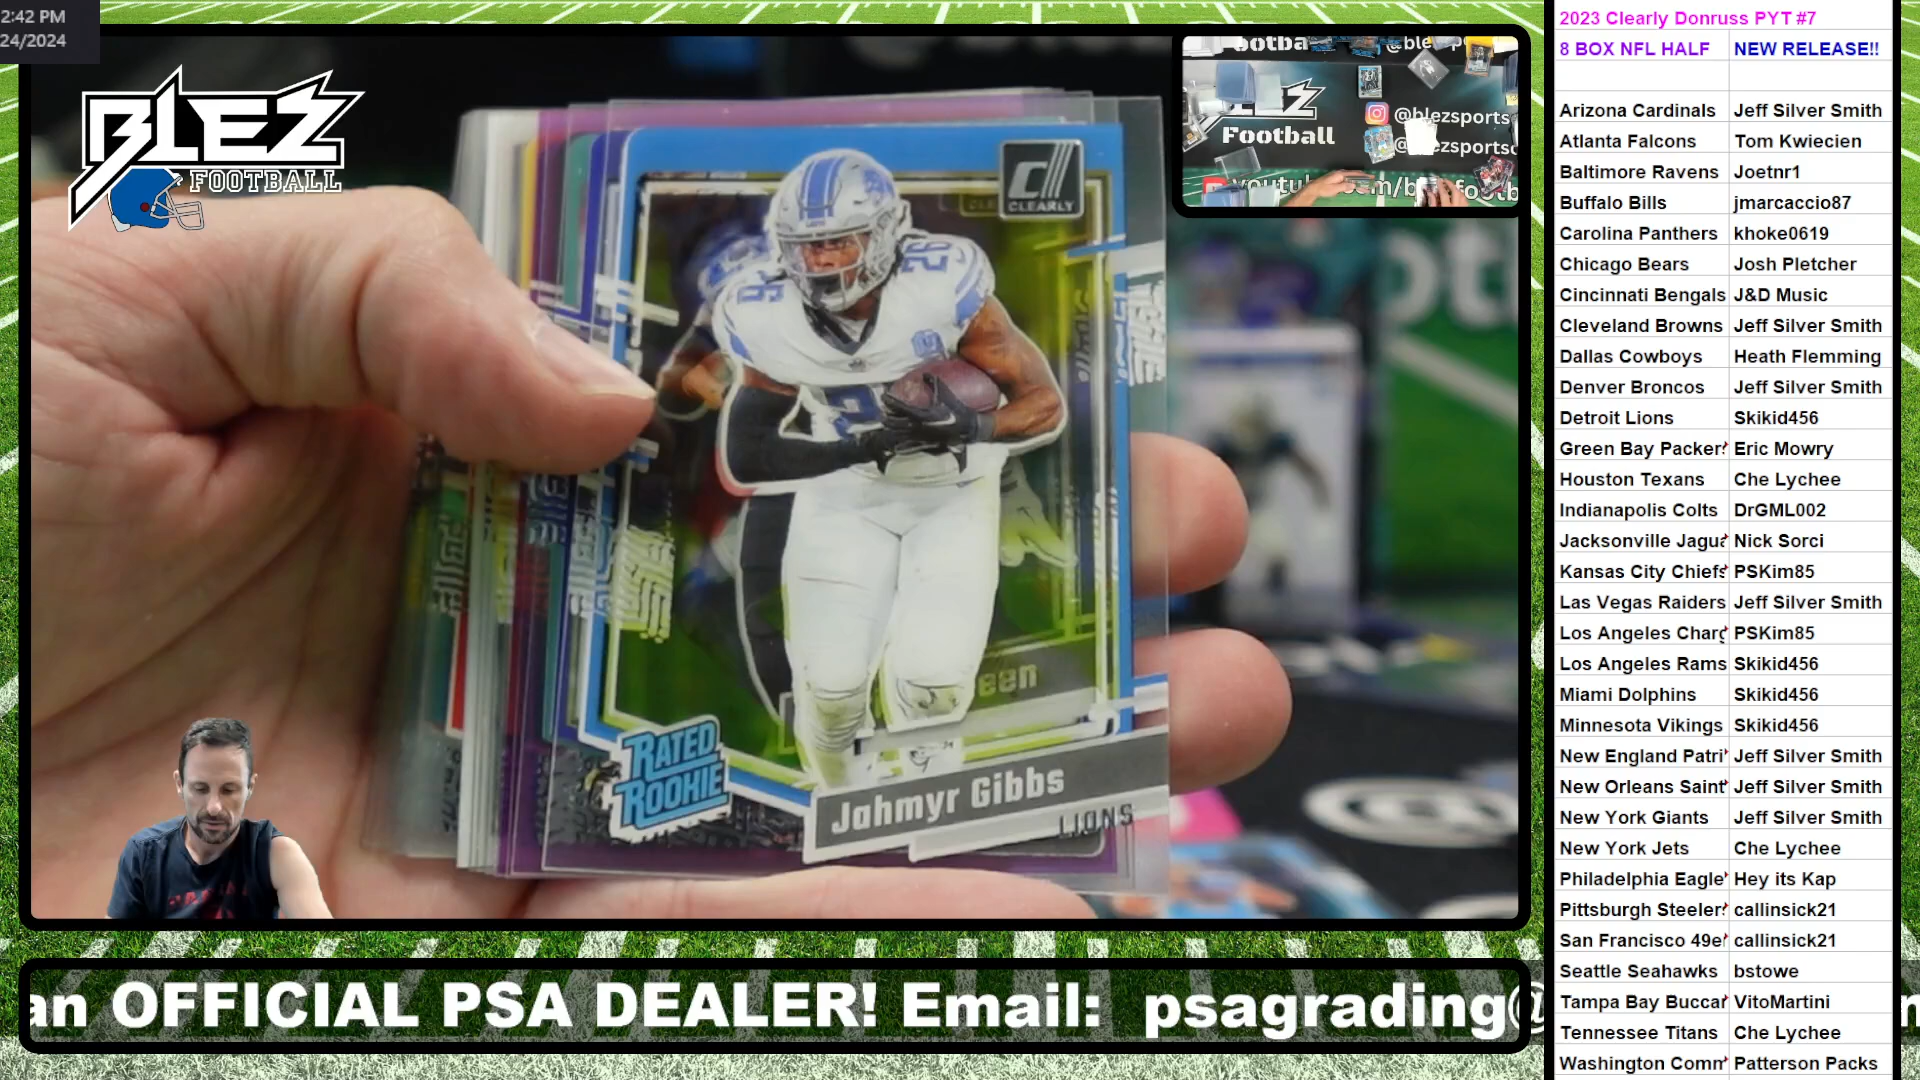 2:42 PM
24/2024
BLEZ
FOOTBALL
CLEARLY
26
26
2
RATED
ROOKIE
Jahmyr Gibbs
LIONS
een
Football
@blezsports
an OFFICIAL PSA DEALER! Email: psagrading@
2023 Clearly Donruss PYT #7
8 BOX NFL HALF NEW RELEASE!!
Arizona Cardinals Jeff Silver Smith
Atlanta Falcons Tom Kwiecien
Baltimore Ravens Joetnr1
Buffalo Bills jmarcaccio87
Carolina Panthers khoke0619
Chicago Bears Josh Pletcher
Cincinnati Bengals J&D Music
Cleveland Browns Jeff Silver Smith
Dallas Cowboys Heath Flemming
Denver Broncos Jeff Silver Smith
Detroit Lions Skikid456
Green Bay Packer Eric Mowry
Houston Texans Che Lychee
Indianapolis Colts DrGML002
Jacksonville Jagua Nick Sorci
Kansas City Chiefs PSKim85
Las Vegas Raiders Jeff Silver Smith
Los Angeles Charg PSKim85
Los Angeles Rams Skikid456
Miami Dolphins Skikid456
Minnesota Vikings Skikid456
New England Patri Jeff Silver Smith
New Orleans Saint Jeff Silver Smith
New York Giants Jeff Silver Smith
New York Jets Che Lychee
Philadelphia Eagle Hey its Kap
Pittsburgh Steeler callinsick21
San Francisco 49e callinsick21
Seattle Seahawks bstowe
Tampa Bay Buccar VitoMartini
Tennessee Titans Che Lychee
Washington Comm Patterson Packs